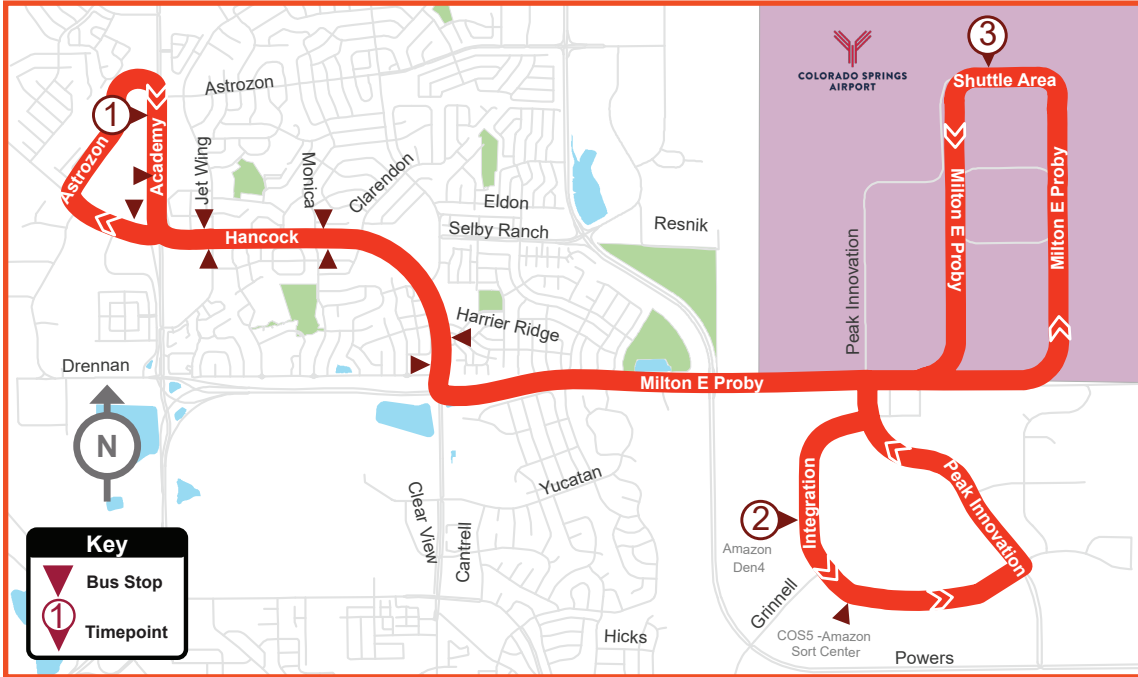 COLORADO SPRINGS
AIRPORT
3
Shuttle Area
Astrozon
1
Astrozon
Academy
Jet Wing
Monica
Clarendon
Hancock
Eldon
Selby Ranch
Resnik
Milton E Proby
Milton E Proby
Peak Innovation
Harrier Ridge
Drennan
Milton E Proby
N
Yucatan
Clear View
Cantrell
Integration
Peak Innovation
2
Amazon
Den4
Grinnell
COS5 -Amazon
Sort Center
Hicks
Powers
Key
Bus Stop
1
Timepoint